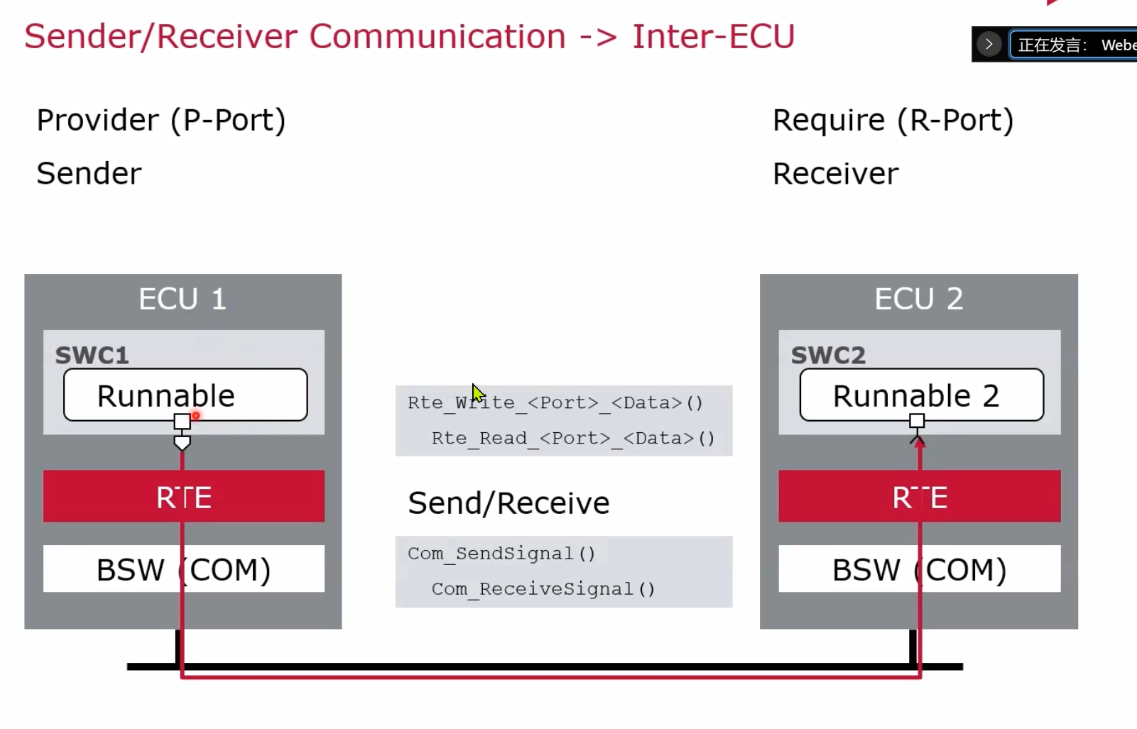 Sender/Receiver Communication -> Inter-ECU
正在发言: Webe
Provider (P-Port)
Sender
Require (R-Port)
Receiver
ECU 1
SWC1
Runnable
RTE
BSW (COM)
Rte_Write_<Port>_<Data>()
Rte_Read_<Port>_<Data>()
Send/Receive
Com_SendSignal()
Com_ReceiveSignal()
ECU 2
SWC2
Runnable 2
RTE
BSW (COM)